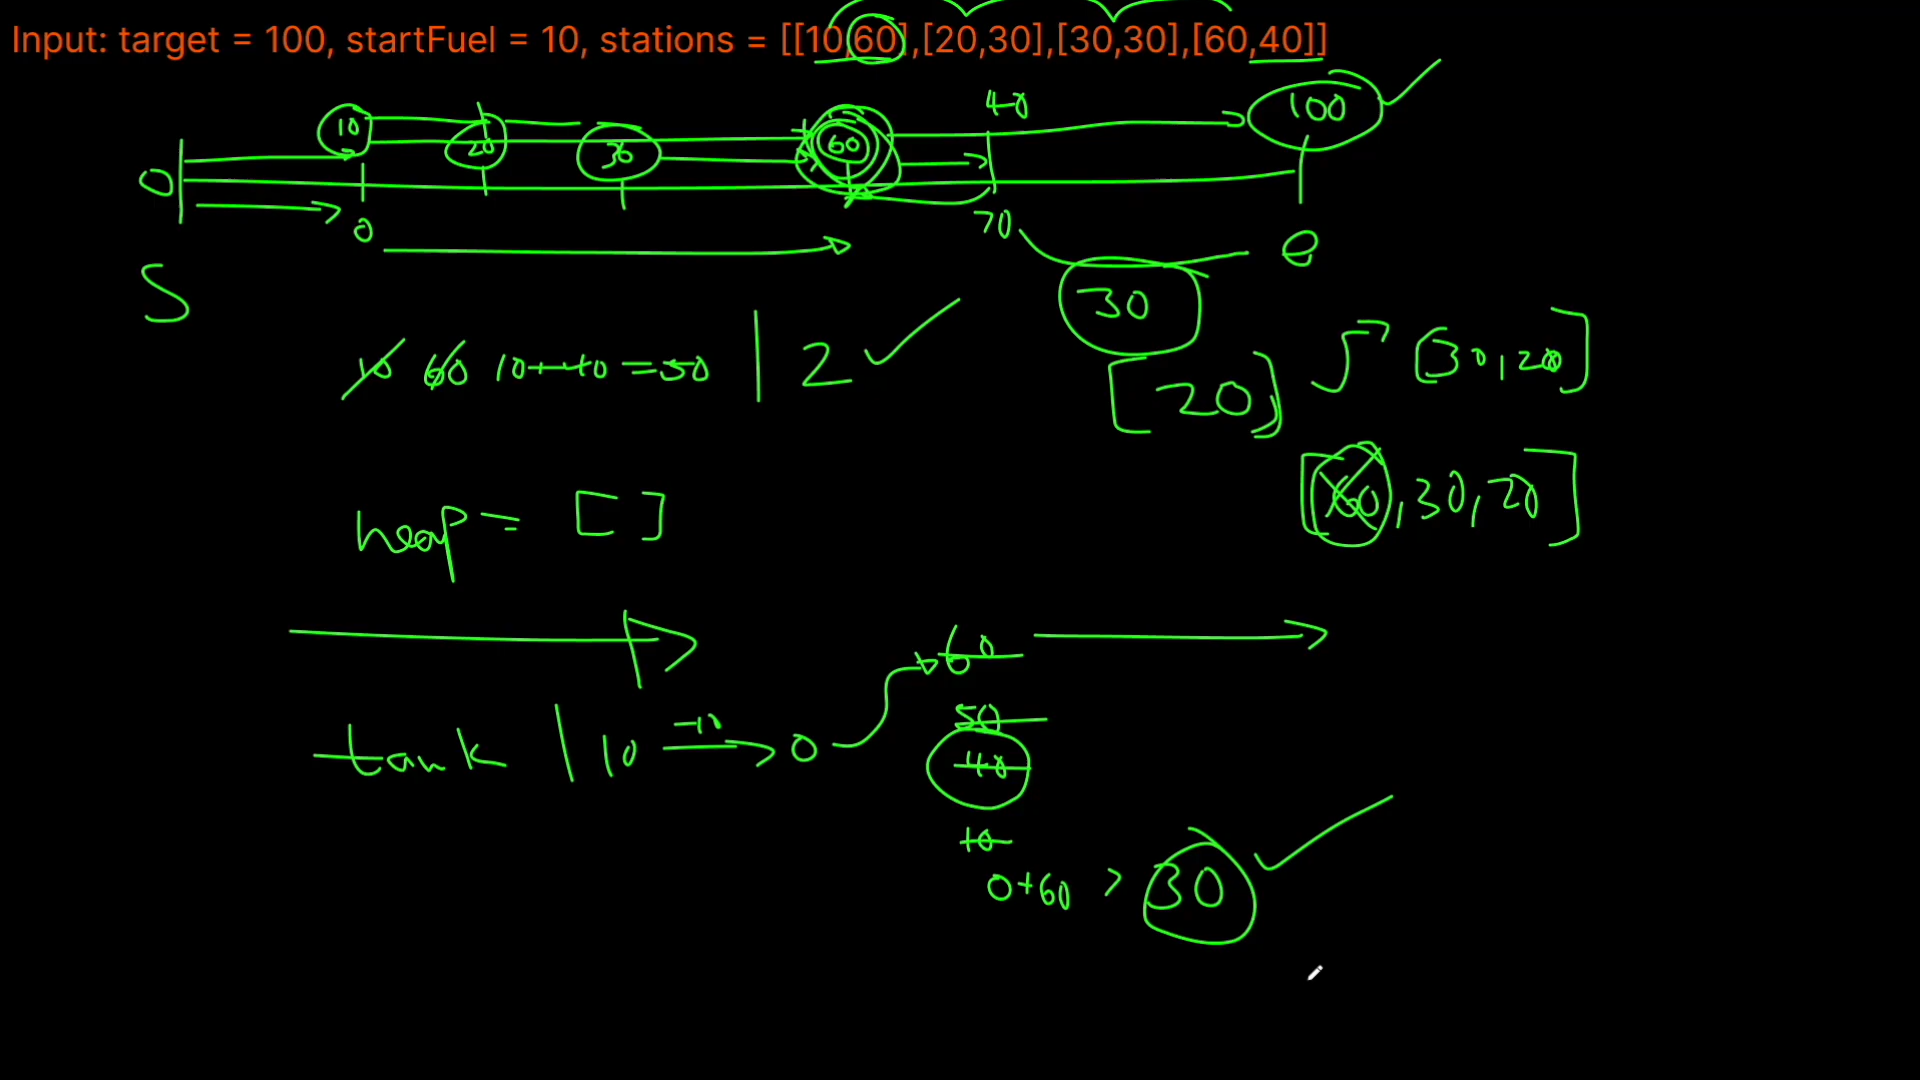 Input: target = 100, startFuel = 10, stations = [[10,60],[20,30],[30,30],[60,40]]
10 20 30 60 40 100
0
0 70 e
S 30
10 60 10+40=50 | 2 [20] [30,20]
heap = [] [60,30,20]
60
50
tank | 10 -10 0 40
10
0+60 > 30